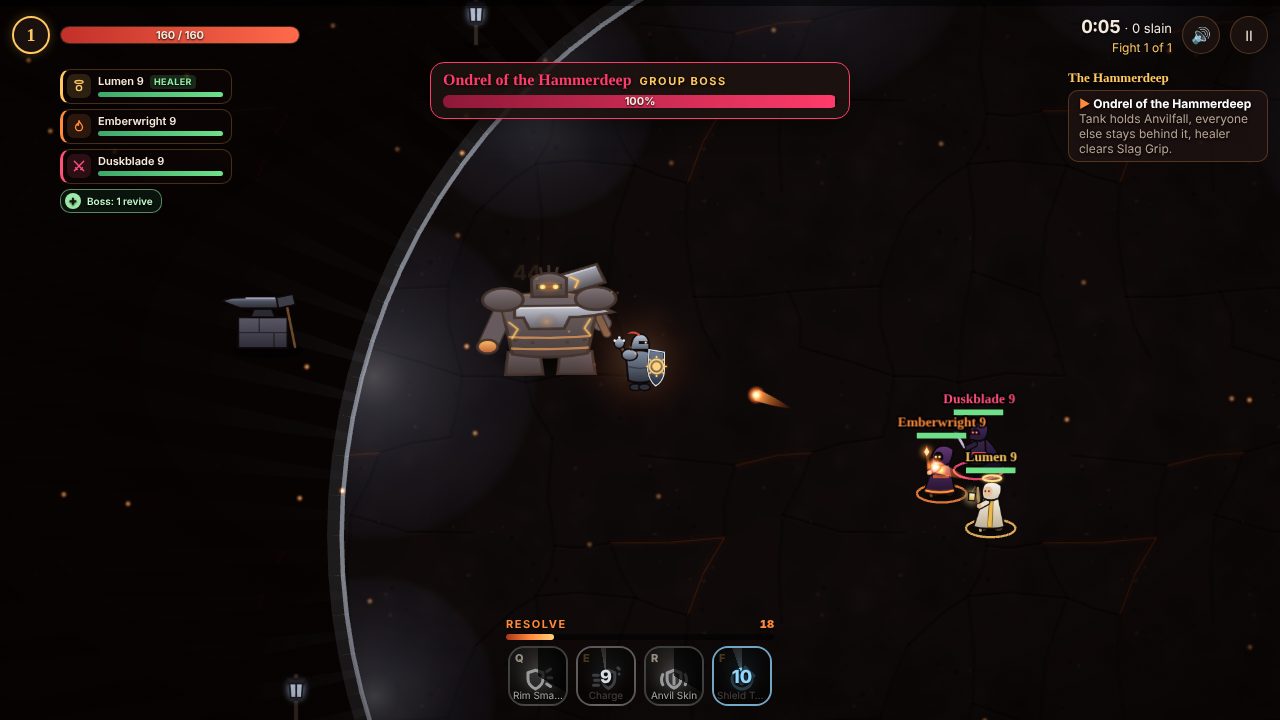 1
160 / 160
Lumen 9 HEALER
Emberwright 9
Duskblade 9
Boss: 1 revive
Ondrel of the Hammerdeep GROUP BOSS
100%
0:05 · 0 slain
Fight 1 of 1
The Hammerdeep
Ondrel of the Hammerdeep
Tank holds Anvilfall, everyone
else stays behind it, healer
clears Slag Grip.
Duskblade 9
Emberwright 9
Lumen 9
RESOLVE 18
Q
Rim Sma...
E
9
Charge
R
Anvil Skin
F
10
Shield T...